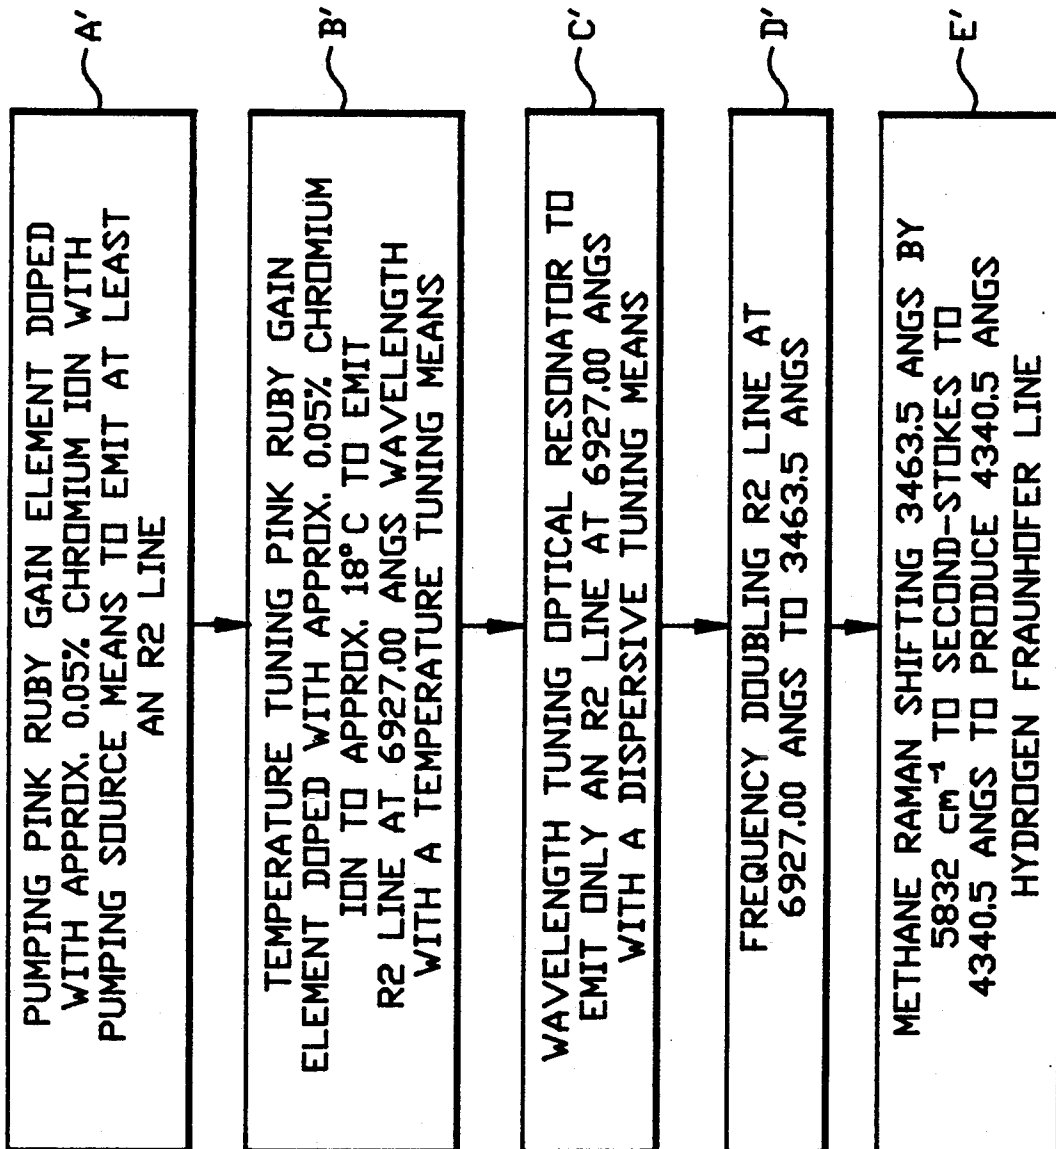 PUMPING PINK RUBY GAIN ELEMENT DOPED
WITH APPROX. 0.05% CHROMIUM ION WITH
PUMPING SOURCE MEANS TO EMIT AT LEAST
AN R2 LINE
A'
TEMPERATURE TUNING PINK RUBY GAIN
ELEMENT DOPED WITH APPROX. 0.05% CHROMIUM
ION TO APPROX. 18°C TO EMIT
R2 LINE AT 6927.00 ANGS WAVELENGTH
WITH A TEMPERATURE TUNING MEANS
B'
WAVELENGTH TUNING OPTICAL RESONATOR TO
EMIT ONLY AN R2 LINE AT 6927.00 ANGS
WITH A DISPERSIVE TUNING MEANS
C'
FREQUENCY DOUBLING R2 LINE AT
6927.00 ANGS TO 3463.5 ANGS
D'
METHANE RAMAN SHIFTING 3463.5 ANGS BY
5832 cm⁻¹ TO SECOND-STOKES TO
4340.5 ANGS TO PRODUCE 4340.5 ANGS
HYDROGEN FRAUNHOFER LINE
E'